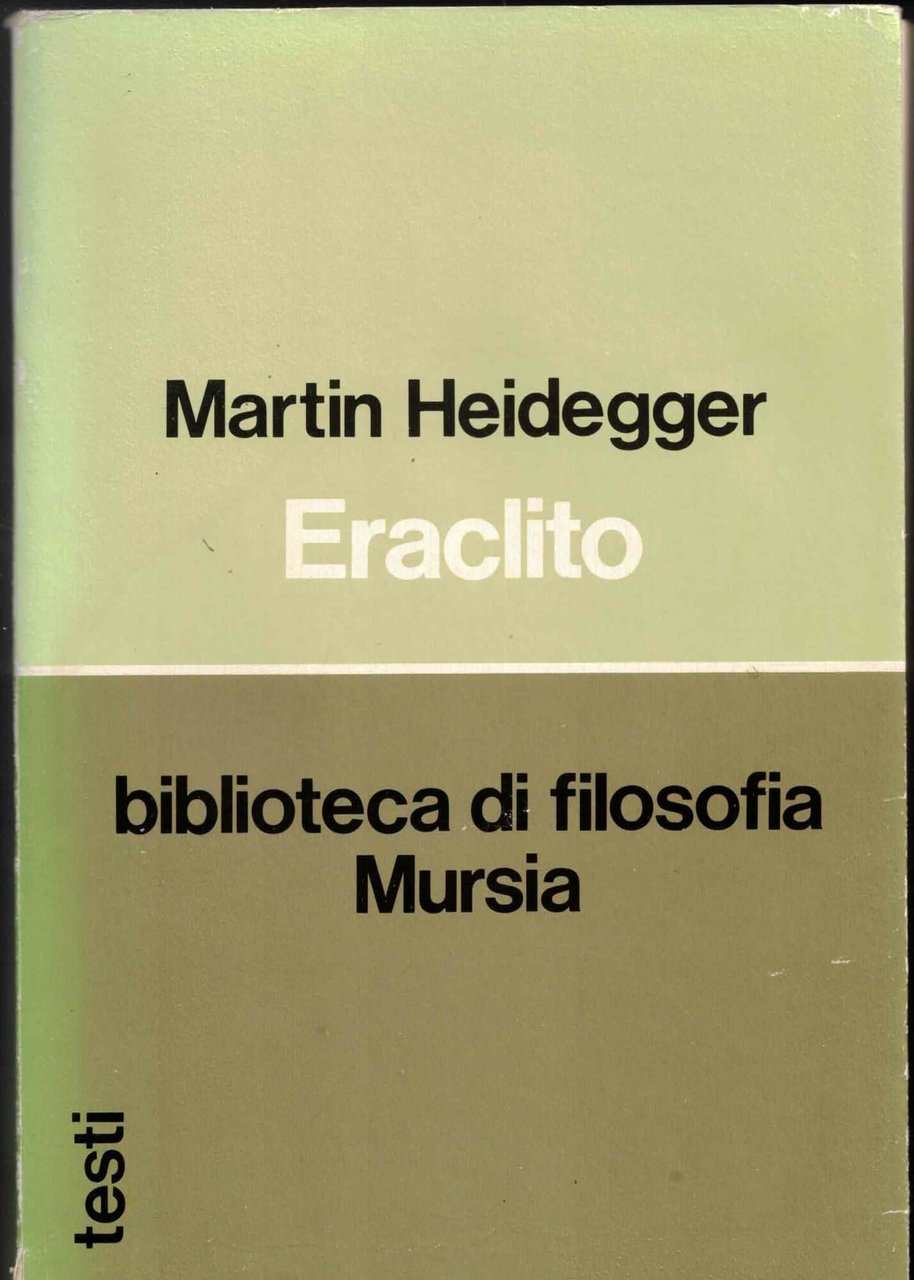 Martin Heidegger
Eraclito
biblioteca di filosofia
Mursia
testi